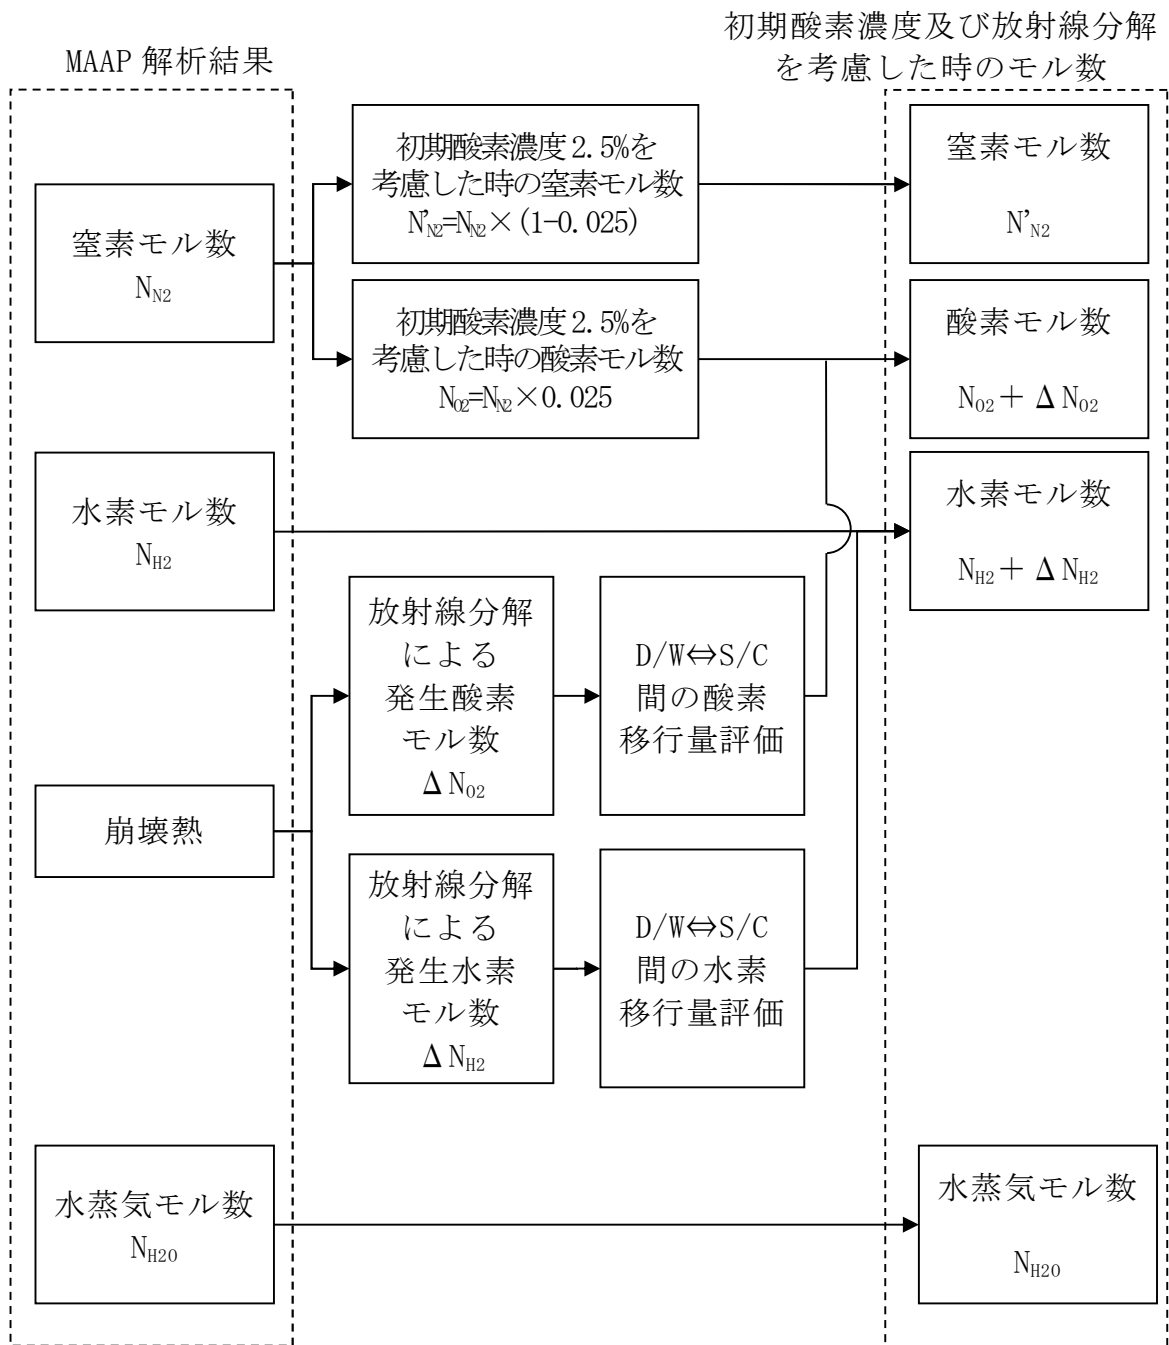 MAAP 解析結果
初期酸素濃度及び放射線分解
を考慮した時のモル数
窒素モル数
N_N2
初期酸素濃度2.5%を
考慮した時の窒素モル数
N'_N2=N_N2×(1-0.025)
窒素モル数
N'_N2
初期酸素濃度2.5%を
考慮した時の酸素モル数
N_O2=N_N2×0.025
酸素モル数
N_O2+ΔN_O2
水素モル数
N_H2
水素モル数
N_H2+ΔN_H2
崩壊熱
放射線分解
による
発生酸素
モル数
ΔN_O2
D/W⇔S/C
間の酸素
移行量評価
放射線分解
による
発生水素
モル数
ΔN_H2
D/W⇔S/C
間の水素
移行量評価
水蒸気モル数
N_H2O
水蒸気モル数
N_H2O